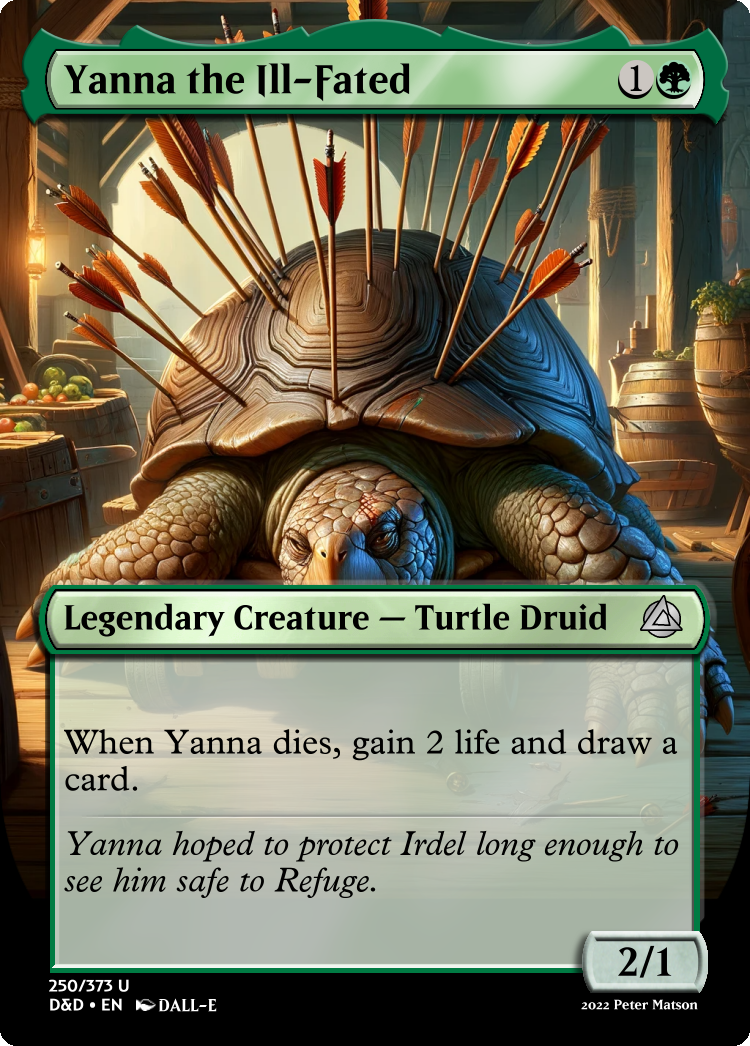 Yanna the Ill-Fated 1
Legendary Creature — Turtle Druid
When Yanna dies, gain 2 life and draw a
card.
Yanna hoped to protect Irdel long enough to
see him safe to Refuge.
2/1
250/373 U
D&D • EN DALL-E
2022 Peter Matson